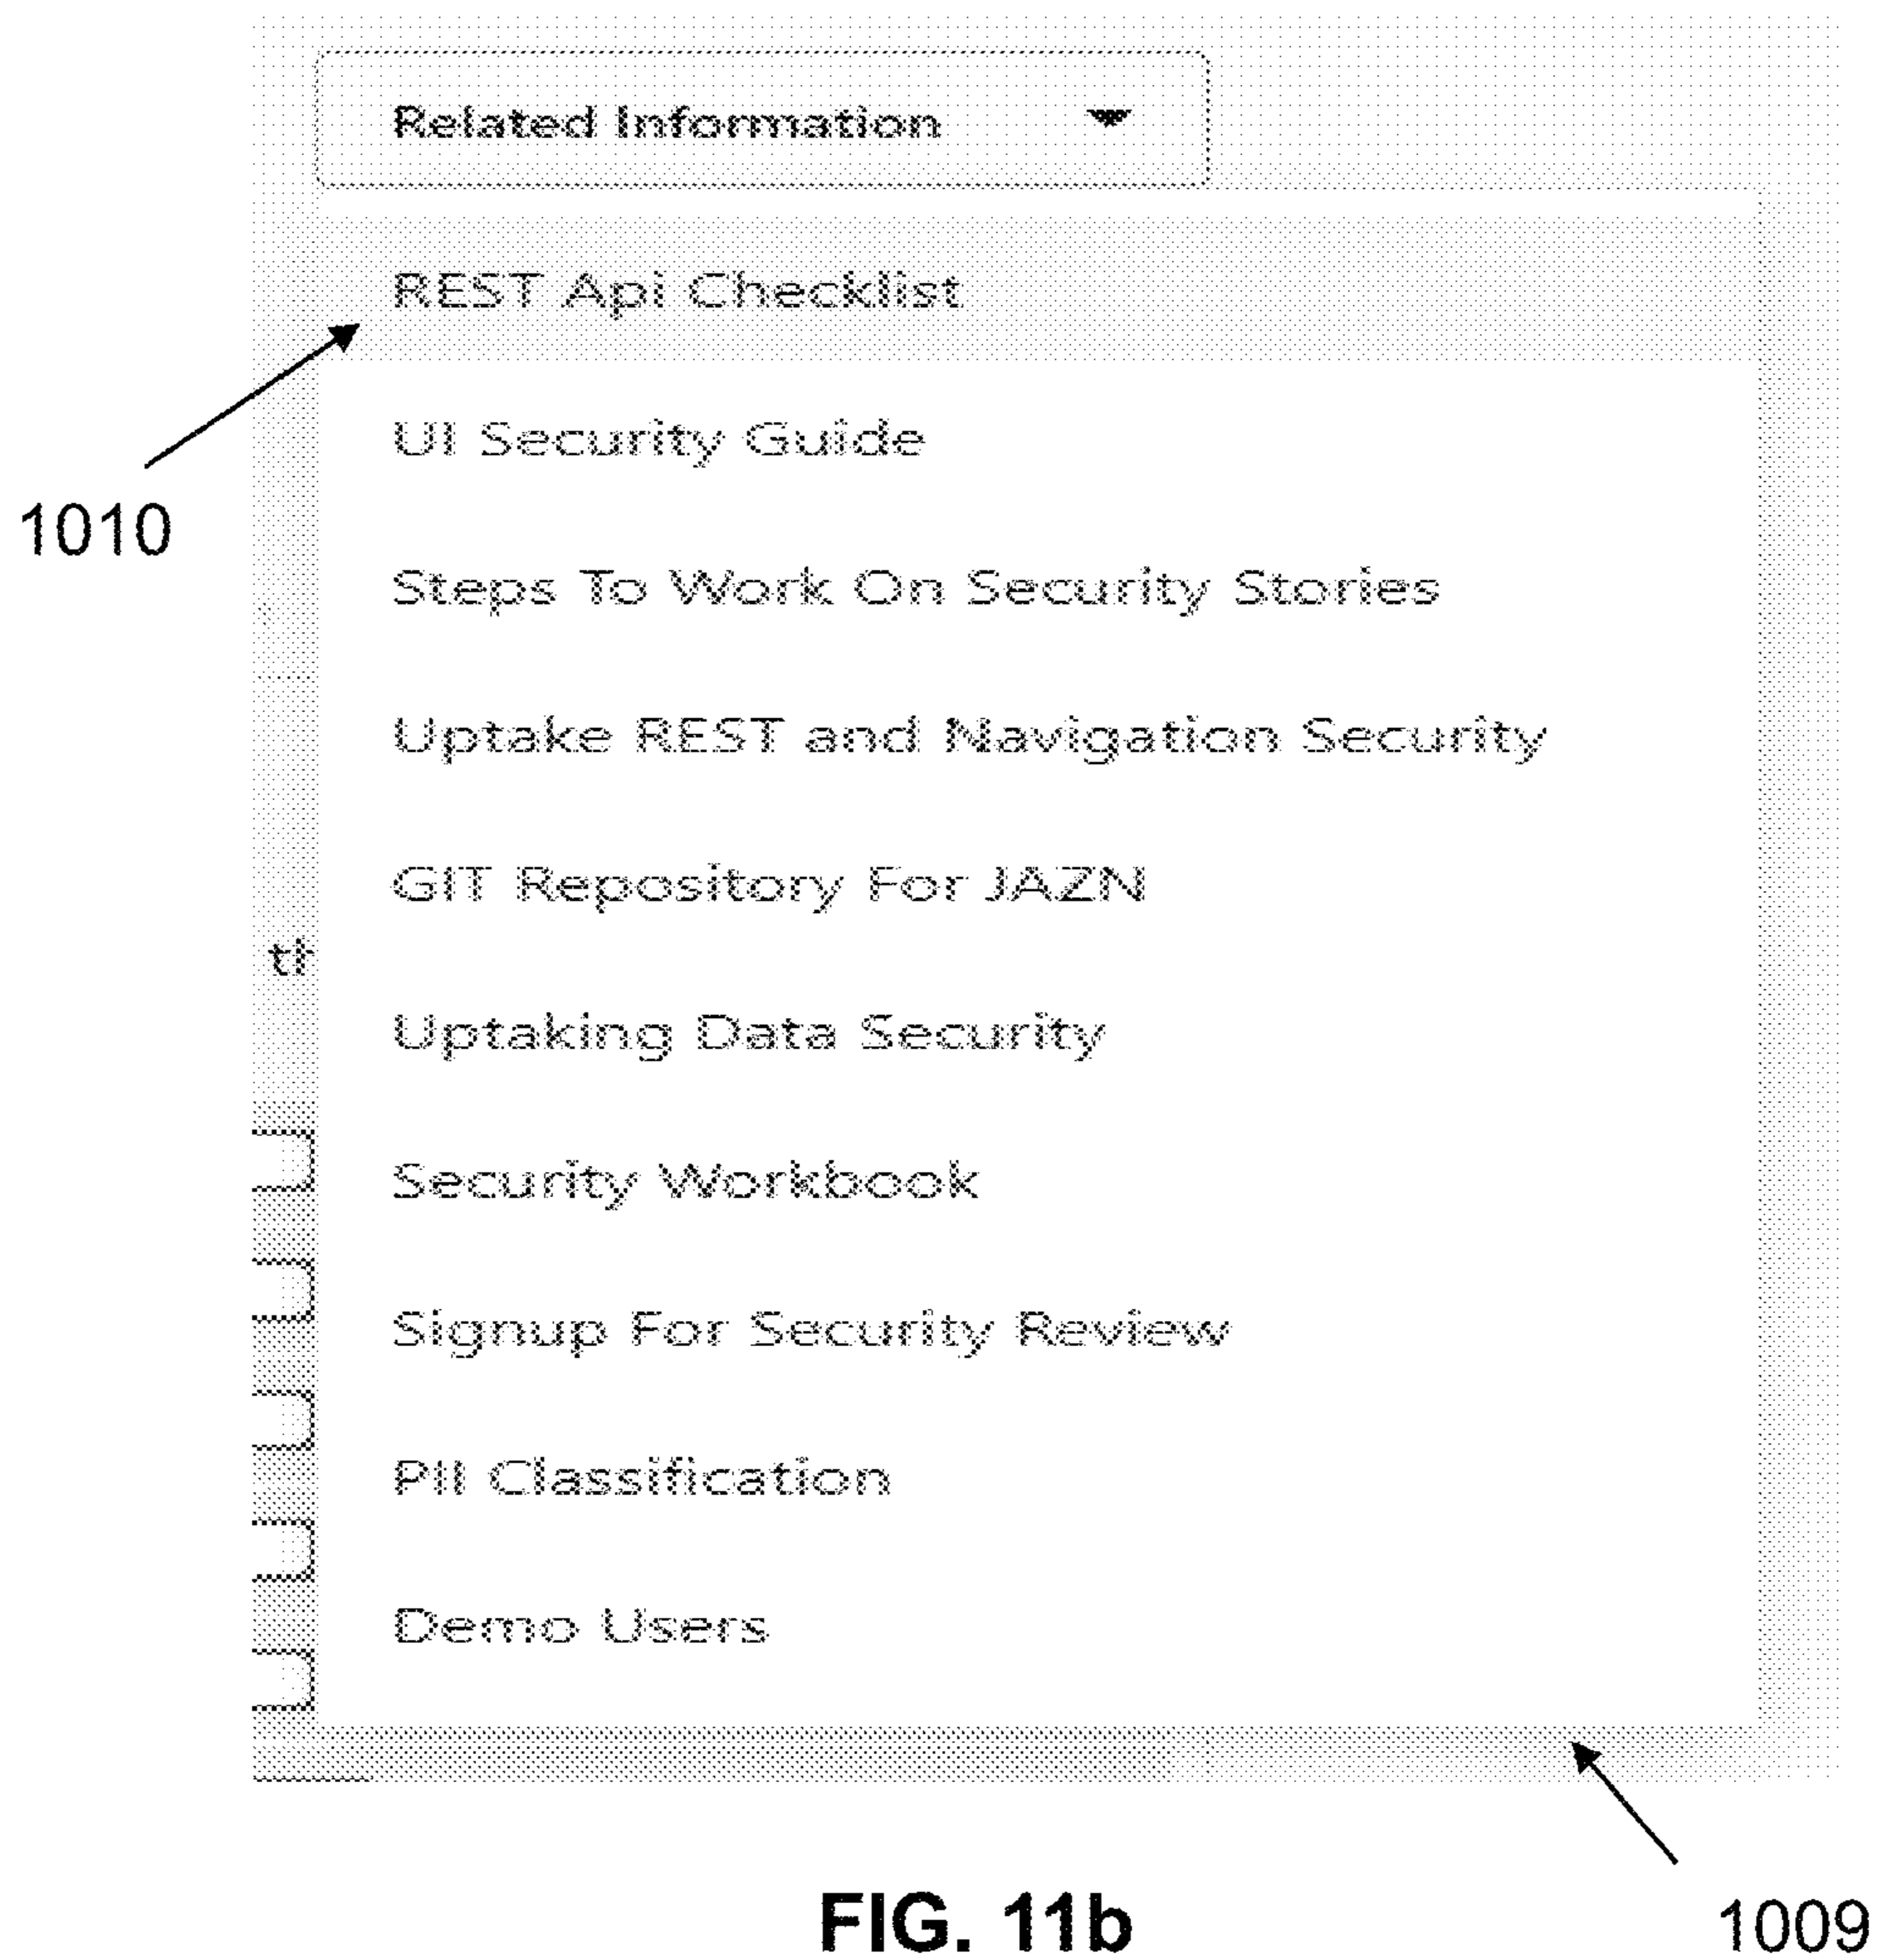 Related Information
REST Api Checklist
UI Security Guide
1010
Steps To Work On Security Stories
Uptake REST and Navigation Security
GIT Repository For JAZN
th
Uptaking Data Security
Security Workbook
Signup For Security Review
PII Classification
Demo Users
FIG. 11b
1009